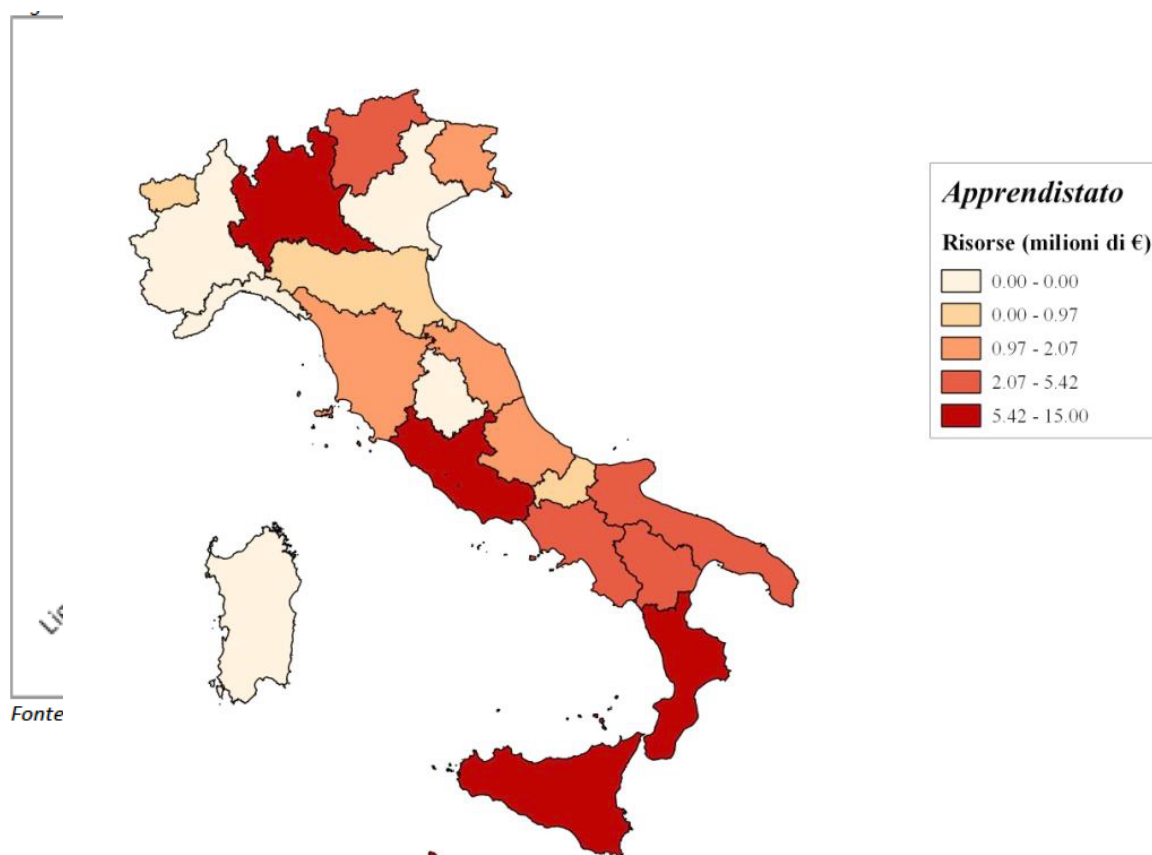 Apprendistato
Risorse (milioni di €)
0.00 - 0.00
0.00 - 0.97
0.97 - 2.07
2.07 - 5.42
5.42 - 15.00
Fonte